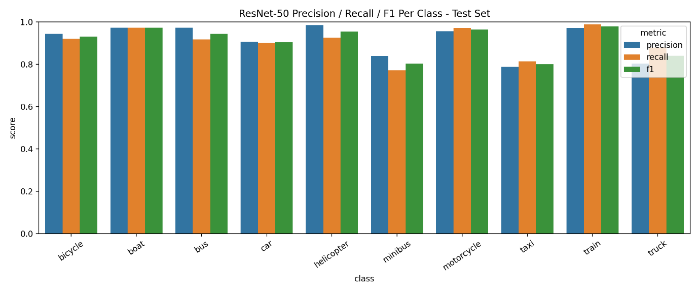 ResNet-50 Precision / Recall / F1 Per Class - Test Set
1.0
0.8
0.6
0.4
0.2
0.0
score
metric
precision
recall
f1
bicycle
boat
bus
car
helicopter
minibus
motorcycle
taxi
train
truck
class